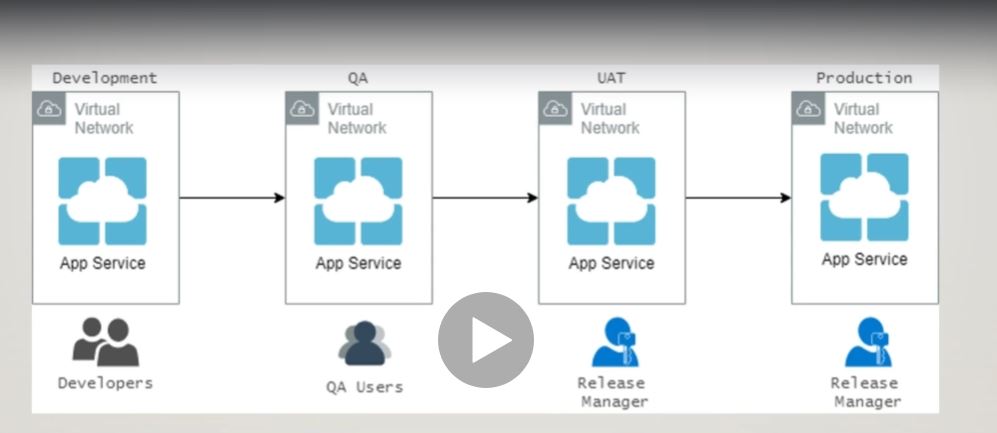 Development
QA
UAT
Production
Virtual
Network
Virtual
Network
Virtual
Network
Virtual
Network
App Service
App Service
App Service
App Service
Developers
QA Users
Release
Manager
Release
Manager